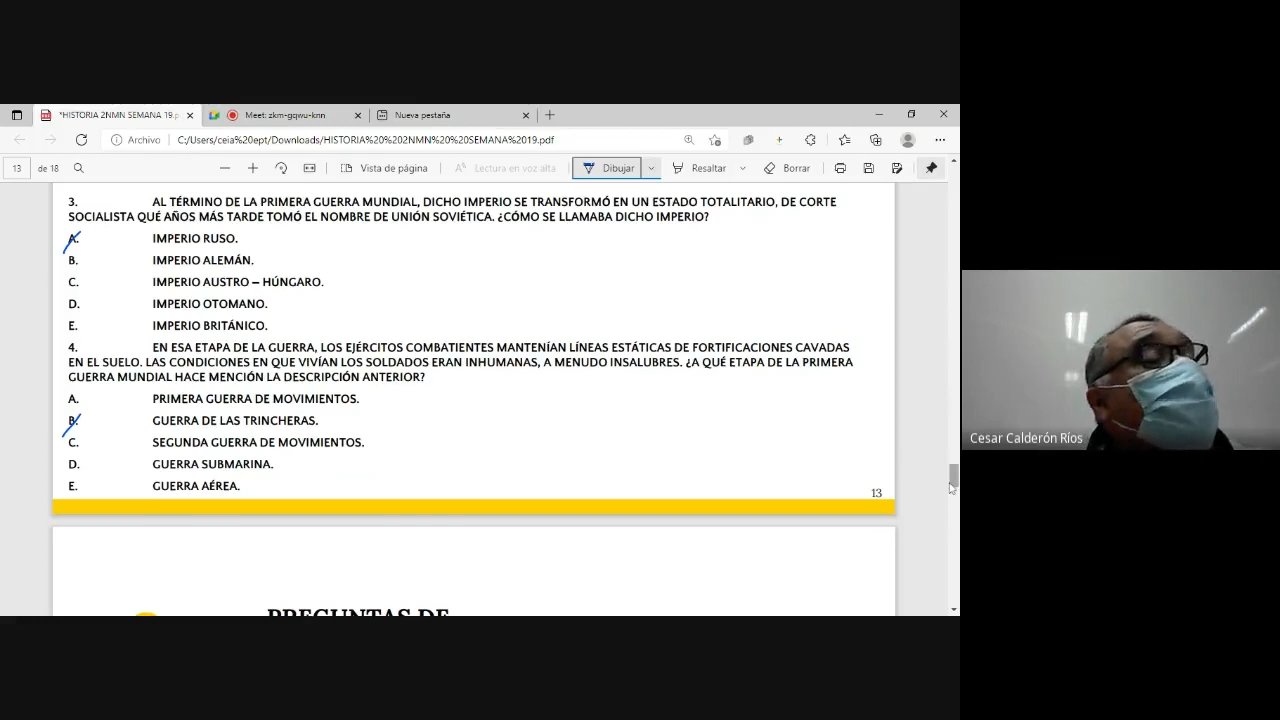 *HISTORIA 2NMN SEMANA 19.p
Meet: zkm-gqwu-knn
Nueva pestaña
Archivo
C:/Users/ceia%20ept/Downloads/HISTORIA%20%202NMN%20%20SEMANA%2019.pdf
13 de 18
Vista de página
Lectura en voz alta
Dibujar
Resaltar
Borrar
3. AL TÉRMINO DE LA PRIMERA GUERRA MUNDIAL, DICHO IMPERIO SE TRANSFORMÓ EN UN ESTADO TOTALITARIO, DE CORTE
SOCIALISTA QUÉ AÑOS MÁS TARDE TOMÓ EL NOMBRE DE UNIÓN SOVIÉTICA. ¿CÓMO SE LLAMABA DICHO IMPERIO?
A. IMPERIO RUSO.
B. IMPERIO ALEMÁN.
C. IMPERIO AUSTRO – HÚNGARO.
D. IMPERIO OTOMANO.
E. IMPERIO BRITÁNICO.
4. EN ESA ETAPA DE LA GUERRA, LOS EJÉRCITOS COMBATIENTES MANTENÍAN LÍNEAS ESTÁTICAS DE FORTIFICACIONES CAVADAS
EN EL SUELO. LAS CONDICIONES EN QUE VIVÍAN LOS SOLDADOS ERAN INHUMANAS, A MENUDO INSALUBRES. ¿A QUÉ ETAPA DE LA PRIMERA
GUERRA MUNDIAL HACE MENCIÓN LA DESCRIPCIÓN ANTERIOR?
A. PRIMERA GUERRA DE MOVIMIENTOS.
B. GUERRA DE LAS TRINCHERAS.
C. SEGUNDA GUERRA DE MOVIMIENTOS.
D. GUERRA SUBMARINA.
E. GUERRA AÉREA.
13
PREGUNTAS DE
Cesar Calderón Ríos